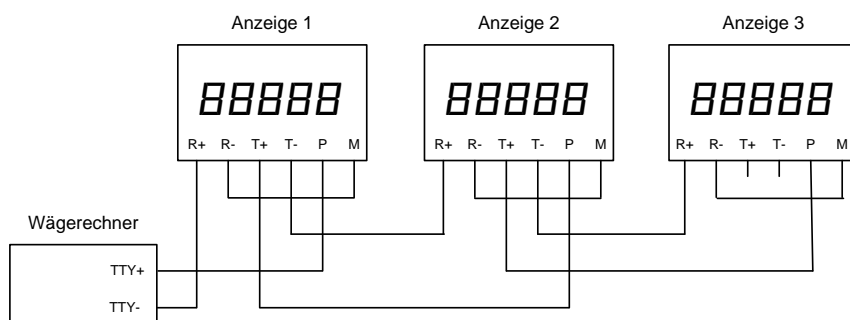 Anzeige 1 Anzeige 2 Anzeige 3
88888 88888 88888
R+ R- T+ T- P M R+ R- T+ T- P M R+ R- T+ T- P M
Wägerechner
TTY+
TTY-